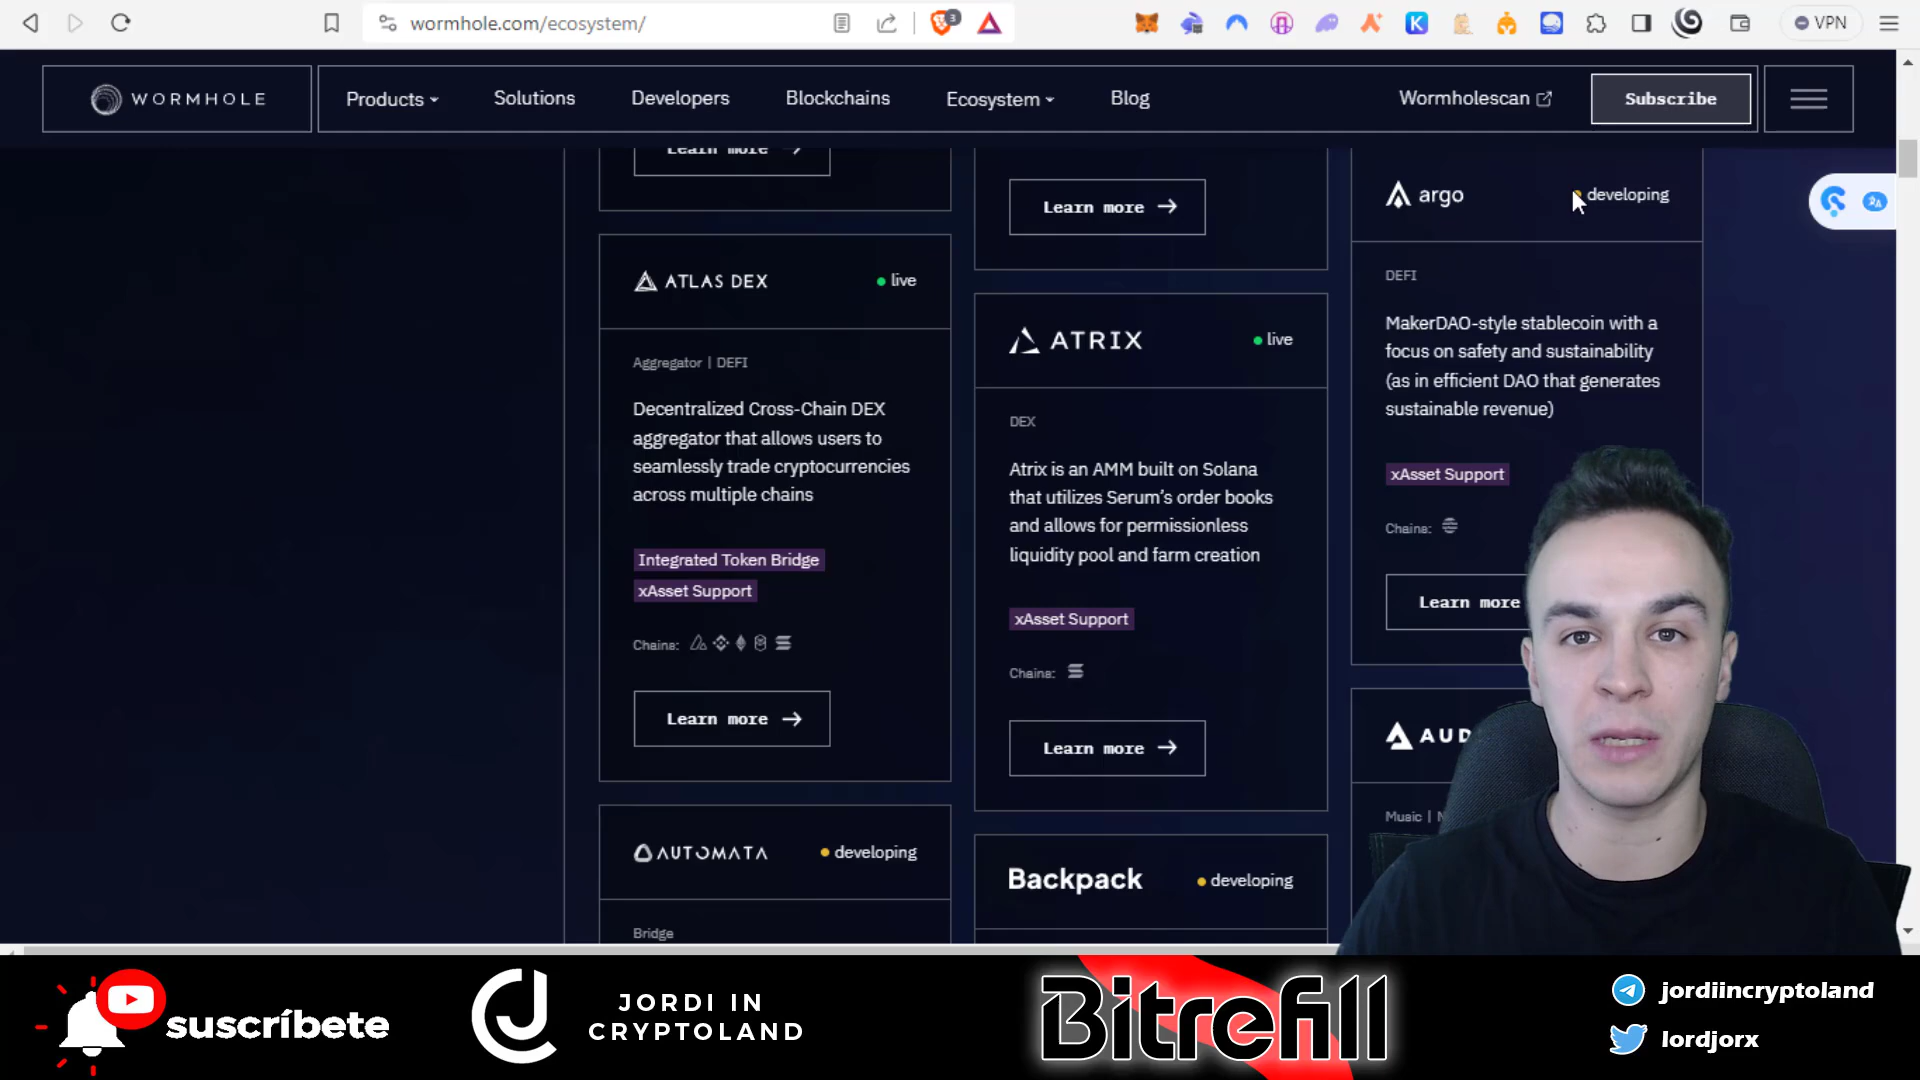 wormhole.com/ecosystem/
3
VPN
WORMHOLE
Products
Solutions
Developers
Blockchains
Ecosystem
Blog
Wormholescan
Subscribe
Learn more
Learn more
argo
developing
DEFI
MakerDAO-style stablecoin with a
focus on safety and sustainability
(as in efficient DAO that generates
sustainable revenue)
xAsset Support
Chains:
Learn more
ATLAS DEX
live
Aggregator | DEFI
Decentralized Cross-Chain DEX
aggregator that allows users to
seamlessly trade cryptocurrencies
across multiple chains
Integrated Token Bridge
xAsset Support
Chains:
Learn more
ATRIX
live
DEX
Atrix is an AMM built on Solana
that utilizes Serum's order books
and allows for permissionless
liquidity pool and farm creation
xAsset Support
Chains:
Learn more
AUD
Music |
AUTOMATA
developing
Bridge
Backpack
developing
suscríbete
JORDI IN
CRYPTOLAND
Bitrefill
jordiincryptoland
lordjorx